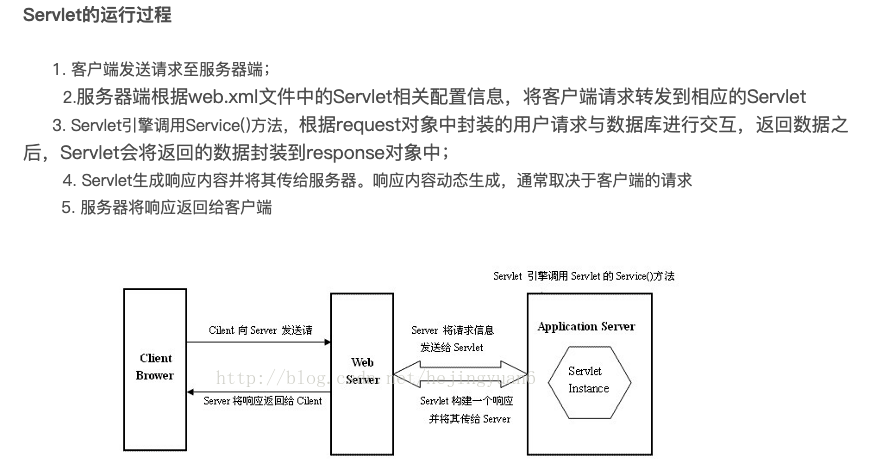 Servlet的运行过程
1. 客户端发送请求至服务器端；
2.服务器端根据web.xml文件中的Servlet相关配置信息，将客户端请求转发到相应的Servlet
3. Servlet引擎调用Service()方法，根据request对象中封装的用户请求与数据库进行交互，返回数据之
后，Servlet会将返回的数据封装到response对象中；
4. Servlet生成响应内容并将其传给服务器。响应内容动态生成，通常取决于客户端的请求
5. 服务器将响应返回给客户端
Servlet 引擎调用 Servlet 的 Service()方法
Client
Brower
Cilent 向 Server 发送请
Server 将响应返回给 Cilent
Web
Server
Server 将请求信息
发送给 Servlet
Servlet 构建一个响应
并将其传给 Server
Application Server
Servlet
Instance
http://blog.csdn.net/hejingyuan6